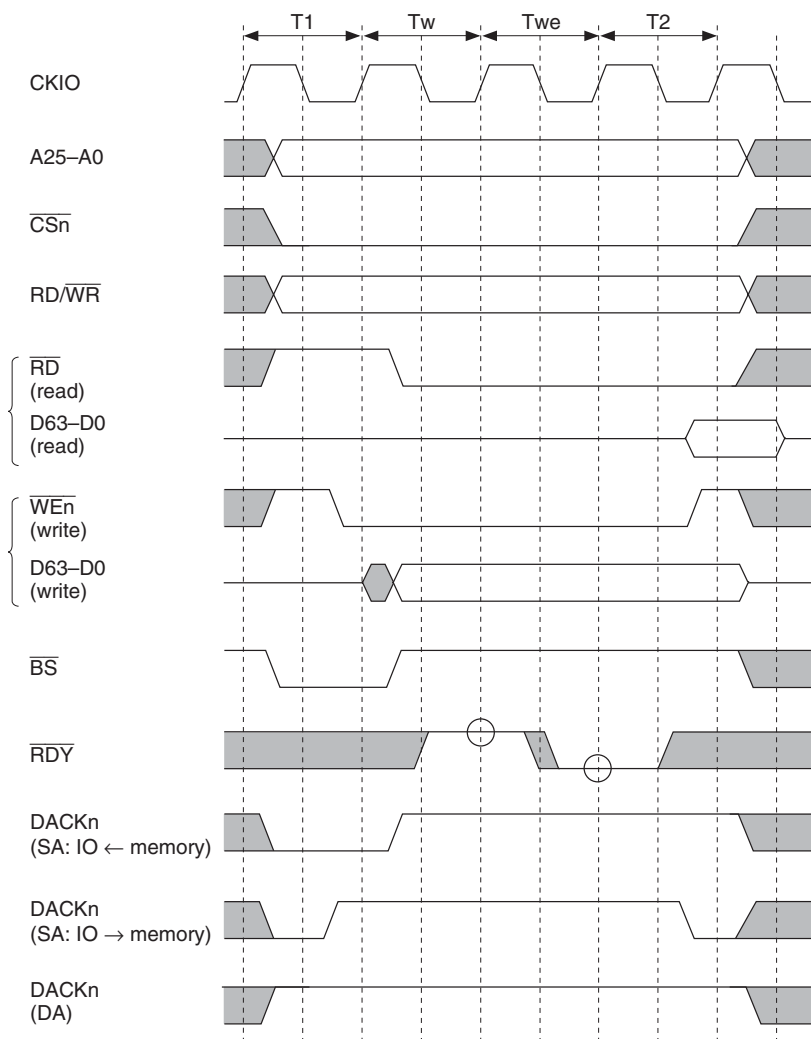 T1 Tw Twe T2
CKIO
A25–A0
CSn
RD/WR
RD
(read)
D63–D0
(read)
WEn
(write)
D63–D0
(write)
BS
RDY
DACKn
(SA: IO ← memory)
DACKn
(SA: IO → memory)
DACKn
(DA)